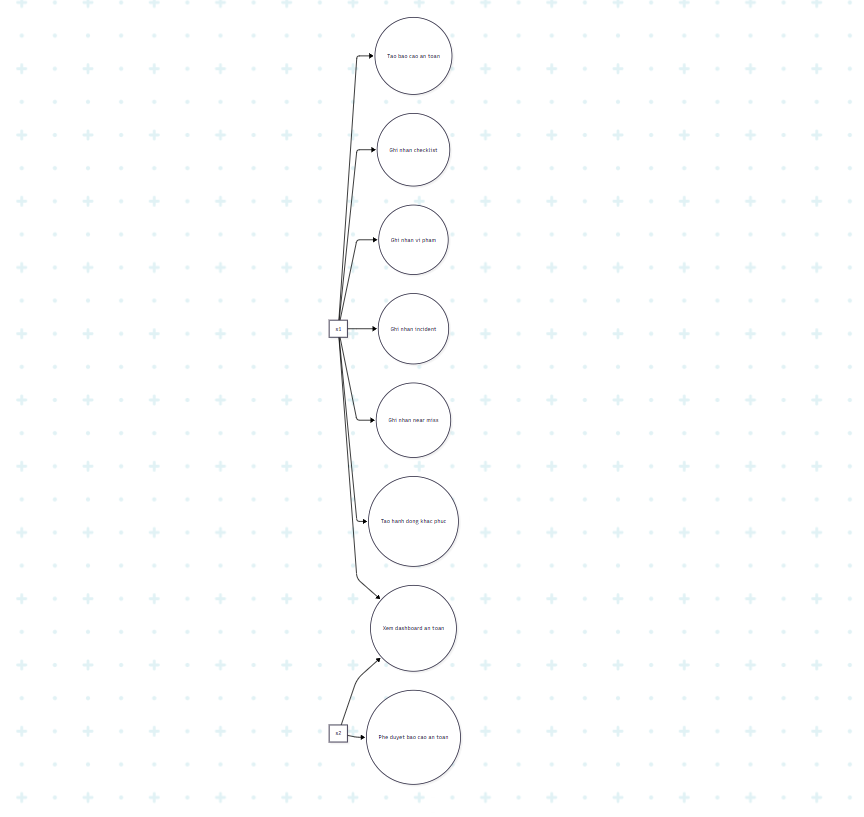 Tao bao cao an toan
Ghi nhan checklist
Ghi nhan vi pham
s1
Ghi nhan incident
Ghi nhan near miss
Tao hanh dong khac phuc
Xem dashboard an toan
s2
Phe duyet bao cao an toan